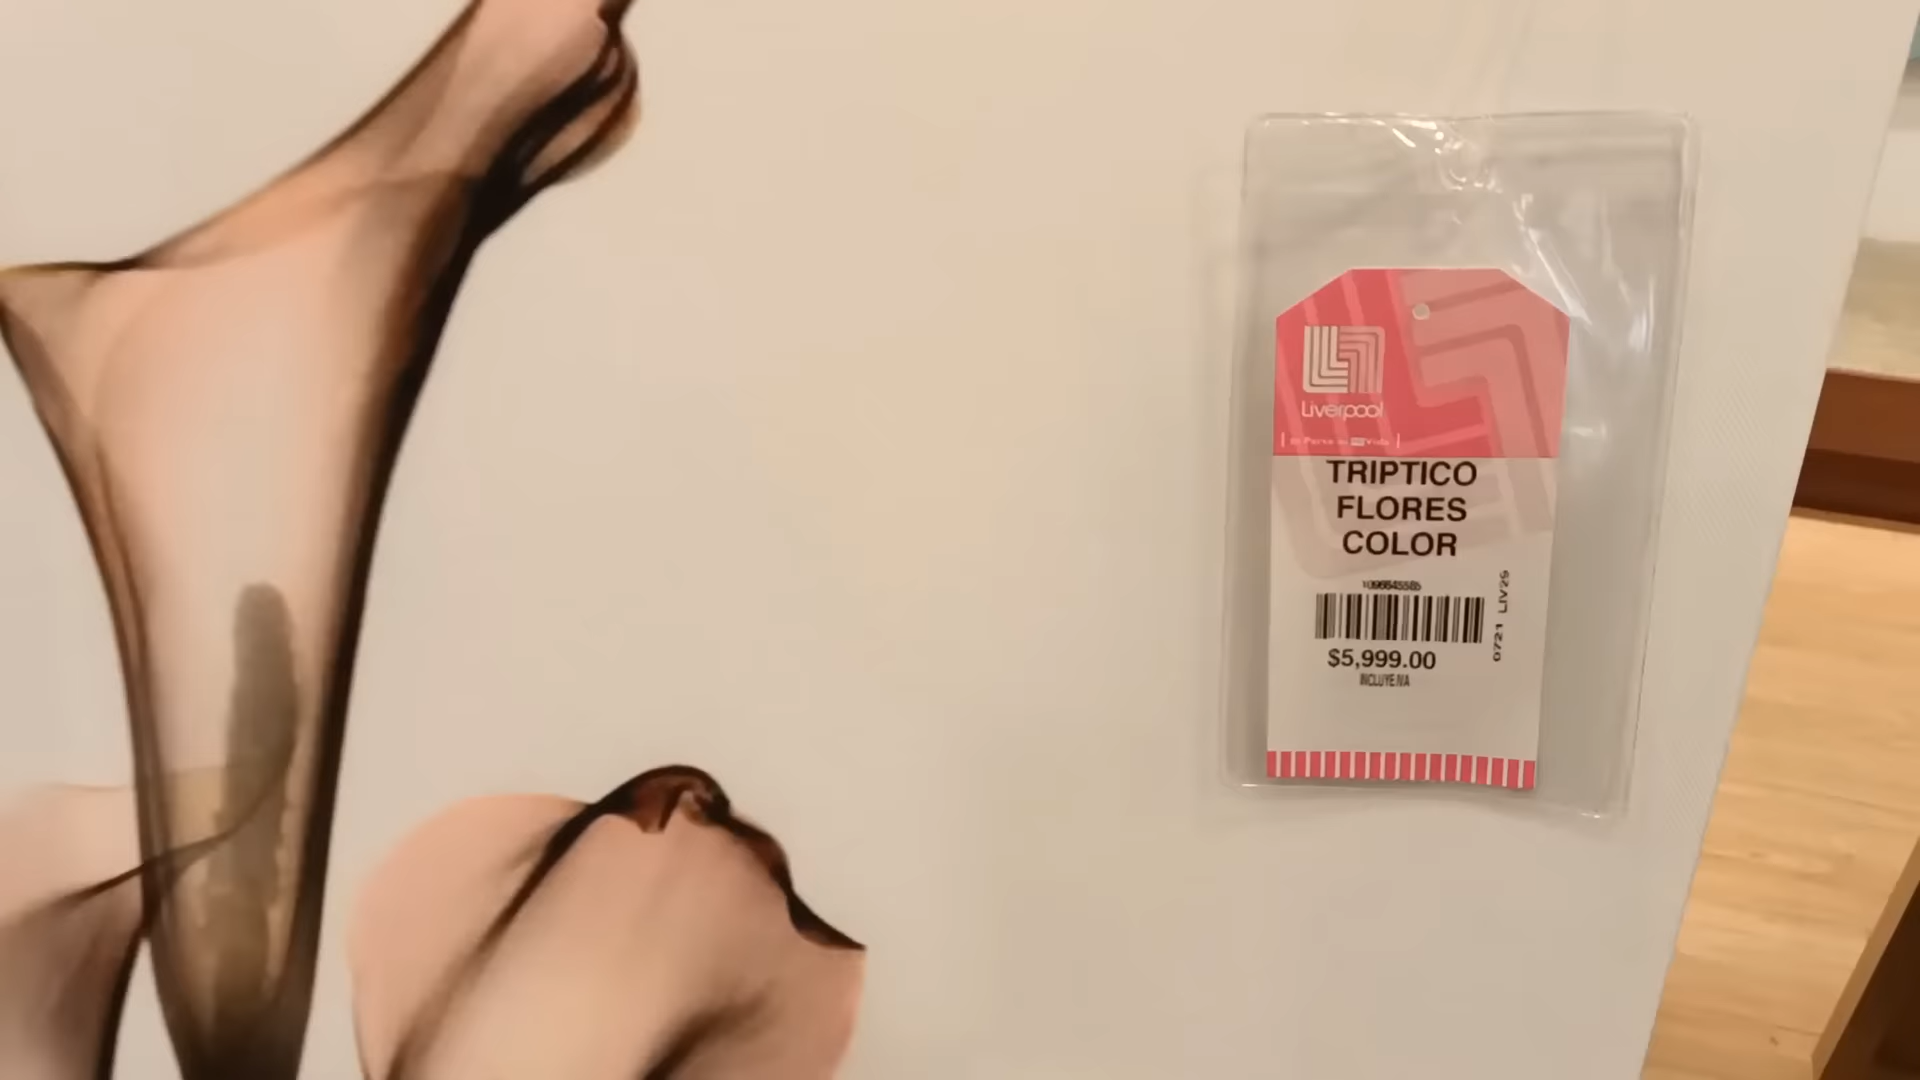 Liverpool
TRIPTICO
FLORES
COLOR
$5,999.00
INCLUYE IVA
0721 LIV25